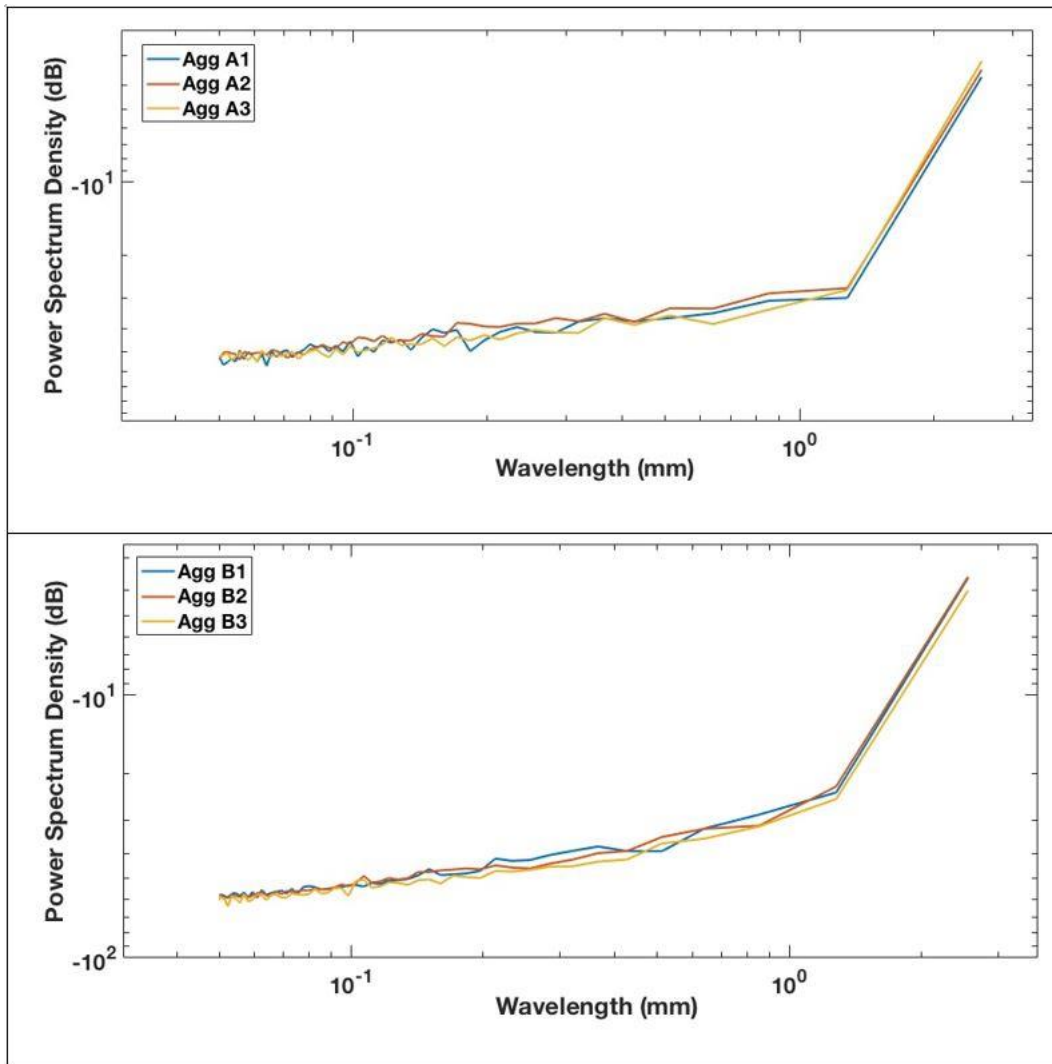 Agg A1
Agg A2
Agg A3
Power Spectrum Density (dB)
-10¹
10⁻¹
10⁰
Wavelength (mm)
Agg B1
Agg B2
Agg B3
Power Spectrum Density (dB)
-10¹
-10²
10⁻¹
10⁰
Wavelength (mm)